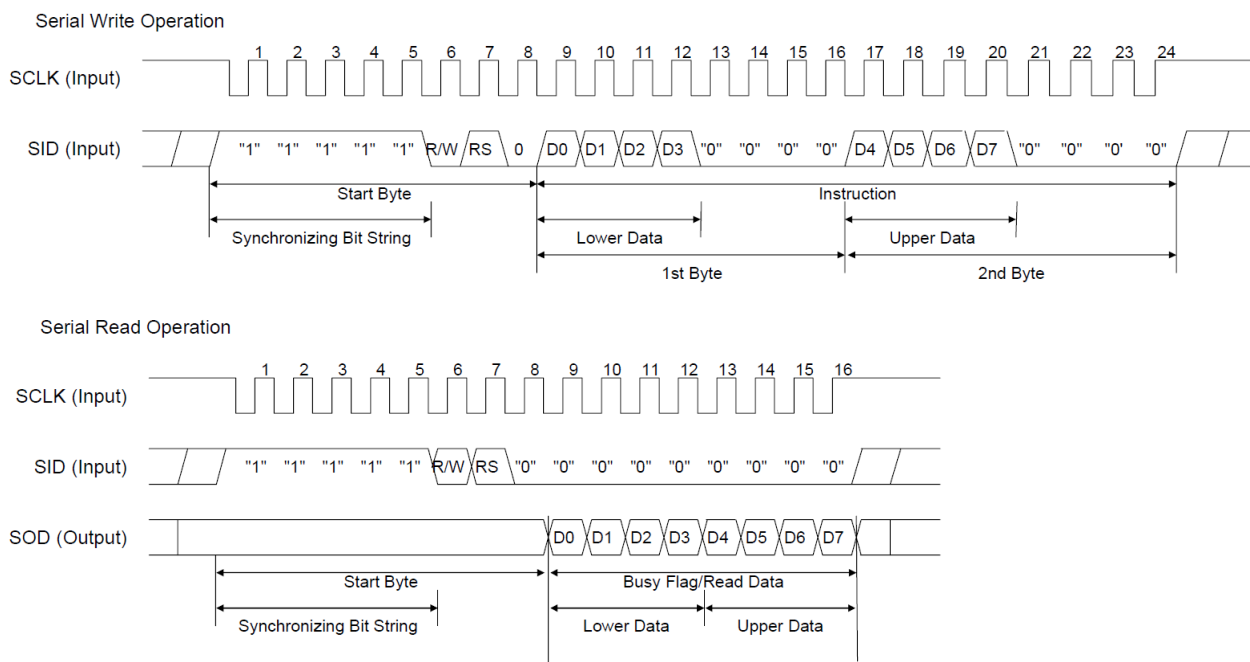 Serial Write Operation
1 2 3 4 5 6 7 8 9 10 11 12 13 14 15 16 17 18 19 20 21 22 23 24
SCLK (Input)
SID (Input) "1" "1" "1" "1" "1" R/W RS 0 D0 D1 D2 D3 "0" "0" "0" "0" D4 D5 D6 D7 "0" "0" "0' "0"
Start Byte Instruction
Synchronizing Bit String Lower Data Upper Data
1st Byte 2nd Byte
Serial Read Operation
1 2 3 4 5 6 7 8 9 10 11 12 13 14 15 16
SCLK (Input)
SID (Input) "1" "1" "1" "1" "1" R/W RS "0" "0" "0" "0" "0" "0" "0" "0" "0"
SOD (Output) D0 D1 D2 D3 D4 D5 D6 D7
Start Byte Busy Flag/Read Data
Synchronizing Bit String Lower Data Upper Data